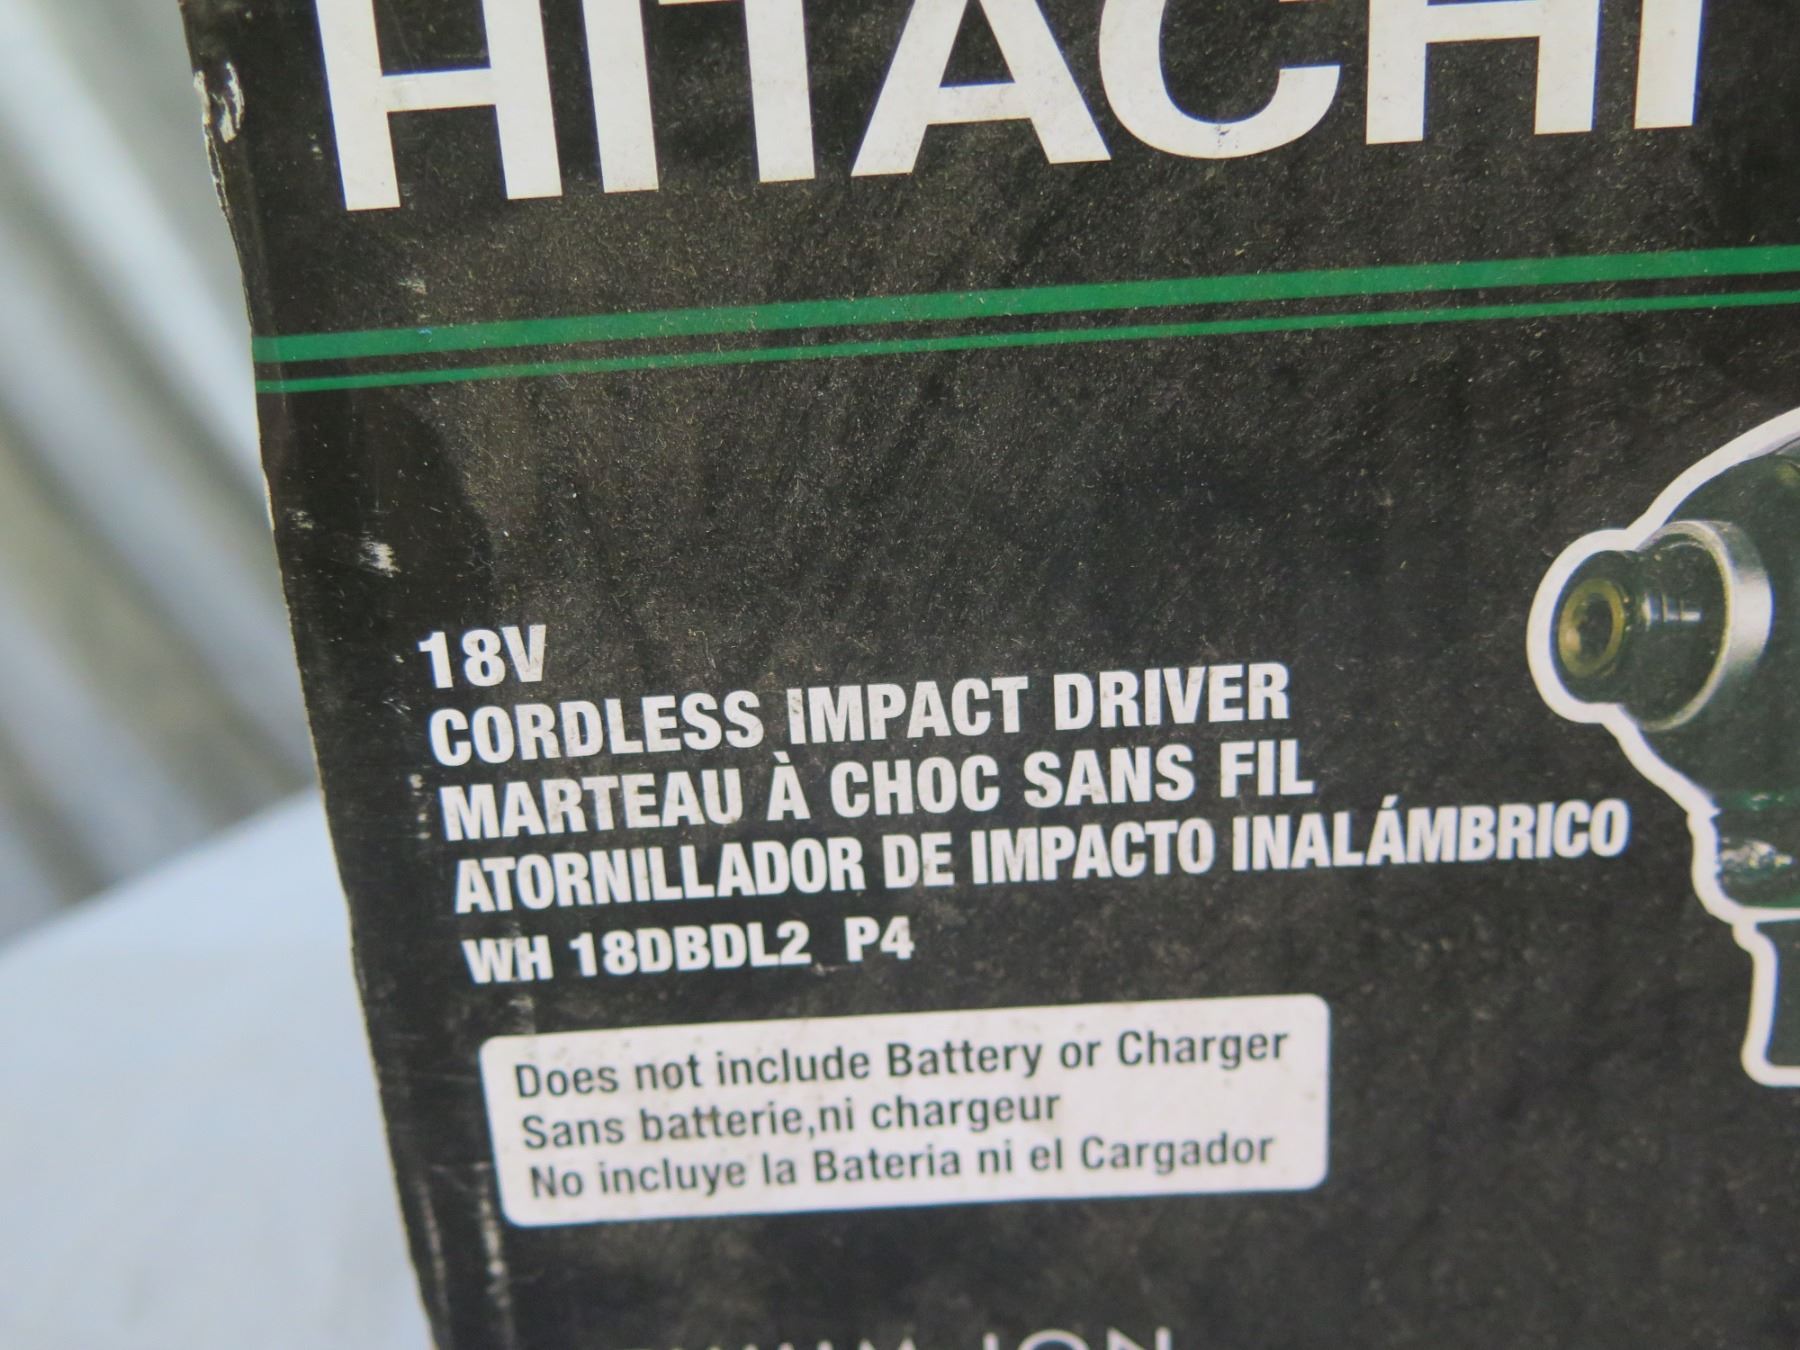 HITACHI
18V
CORDLESS IMPACT DRIVER
MARTEAU À CHOC SANS FIL
ATORNILLADOR DE IMPACTO INALÁMBRICO
WH 18DBDL2 P4
Does not include Battery or Charger
Sans batterie,ni chargeur
No incluye la Bateria ni el Cargador
ION